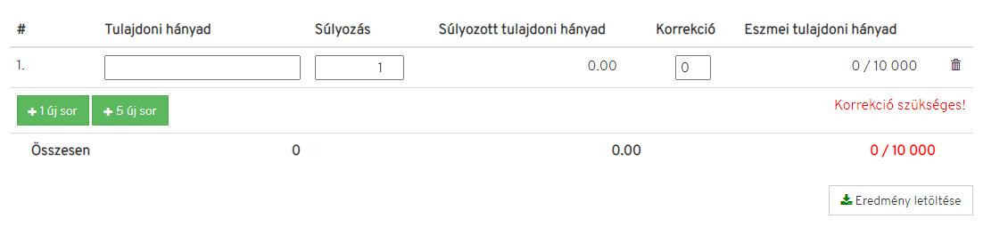 # Tulajdoni hányad Súlyozás Súlyozott tulajdoni hányad Korrekció Eszmei tulajdoni hányad
1. 1 0.00 0 0 / 10 000
+ 1 új sor + 5 új sor Korrekció szükséges!
Összesen 0 0.00 0 / 10 000
Eredmény letöltése